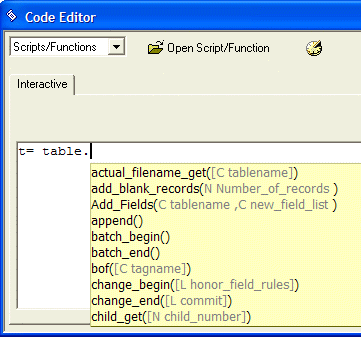 Code Editor
Scripts/Functions Open Script/Function
Interactive
t= table.
actual_filename_get([C tablename])
add_blank_records(N Number_of_records )
Add_Fields(C tablename ,C new_field_list )
append()
batch_begin()
batch_end()
bof([C tagname])
change_begin([L honor_field_rules])
change_end([L commit])
child_get([N child_number])